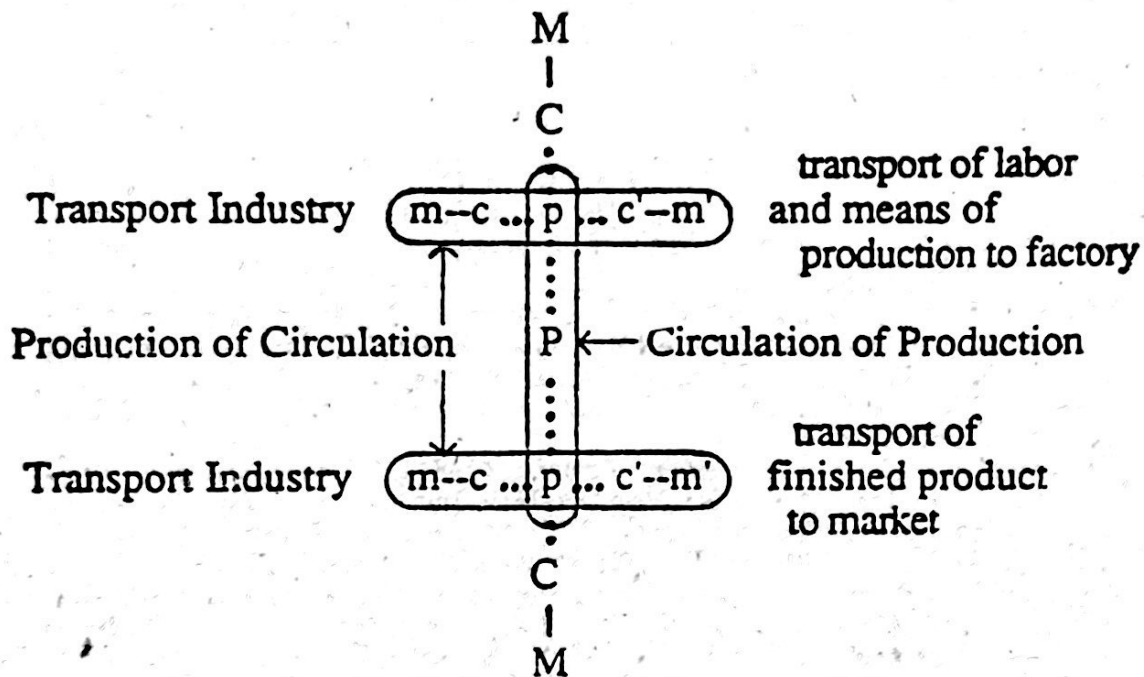 M
C
Transport Industry m--c ... p ... c'--m' transport of labor
and means of
production to factory
Production of Circulation P Circulation of Production
Transport Industry m--c ... p ... c'--m' transport of
finished product
to market
C
M